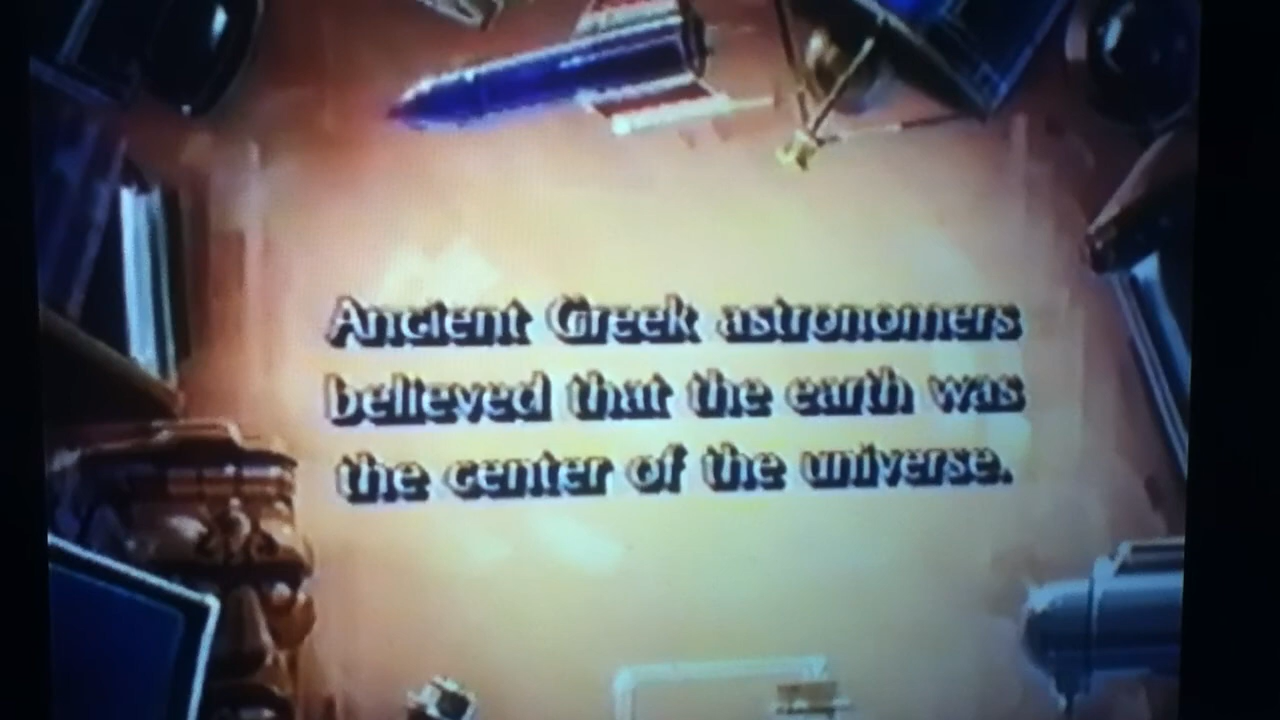 Ancient Greek astronomers
believed that the earth was
the center of the universe.